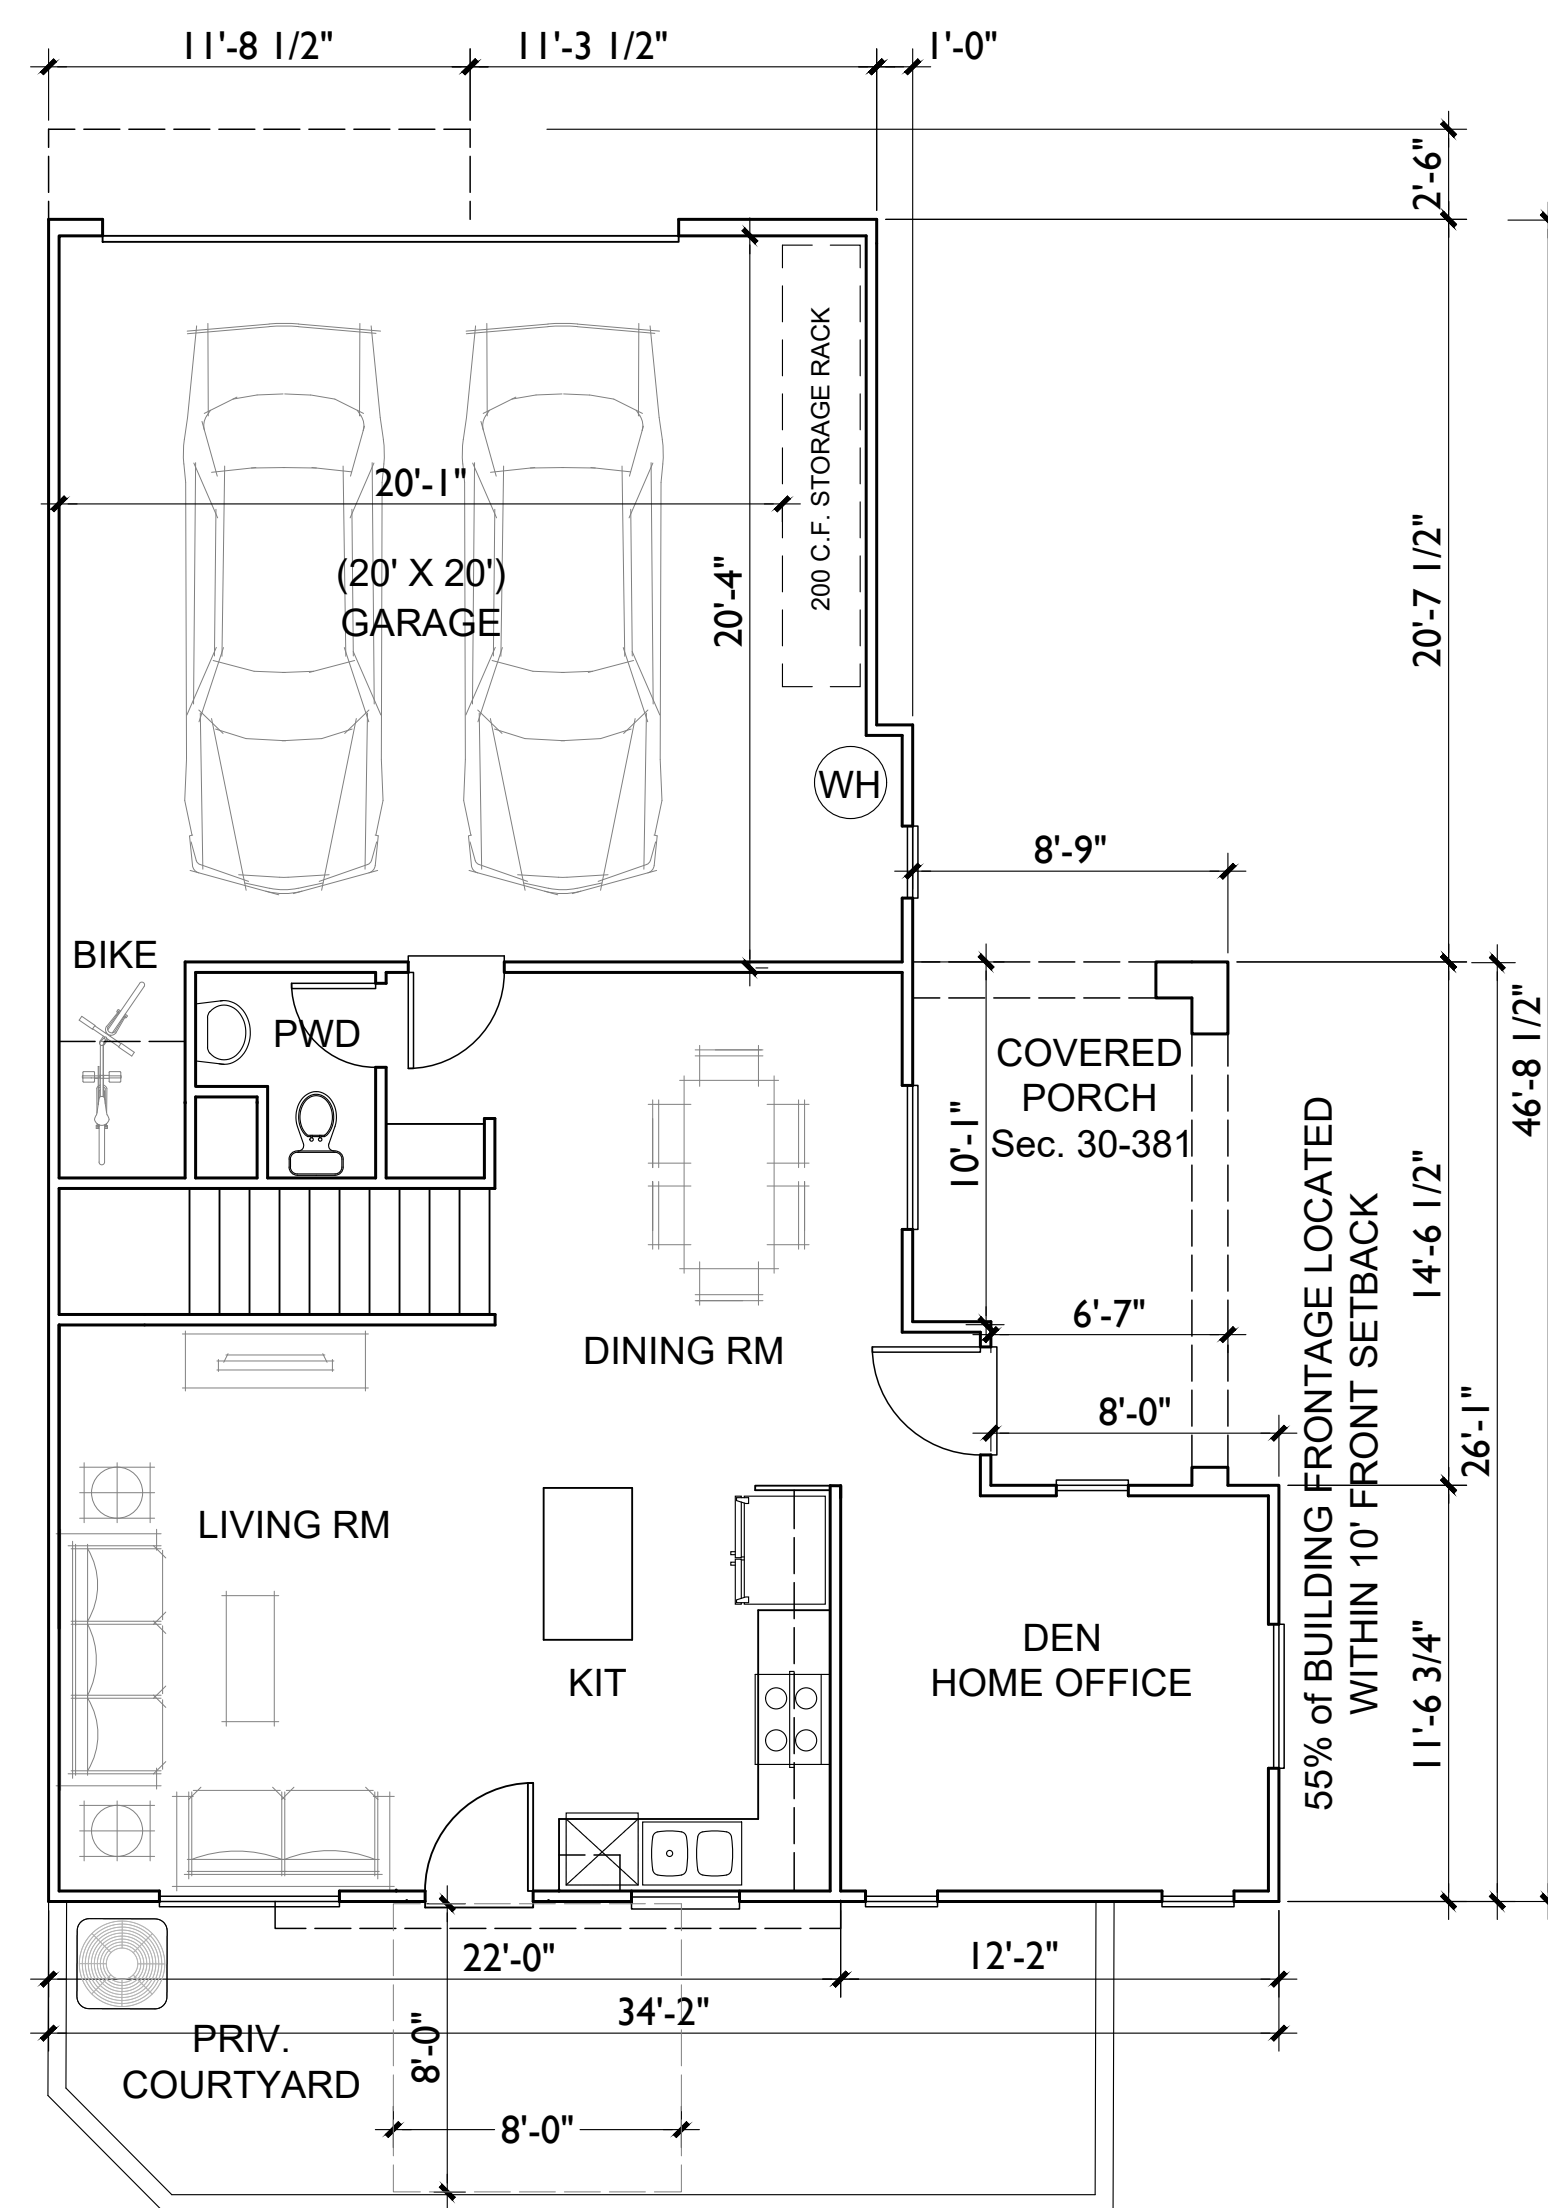 11'-8 1/2"
11'-3 1/2"
1'-0"
2'-6"
200 C.F. STORAGE RACK
20'-1"
(20' X 20')
GARAGE
20'-4"
20'-7 1/2"
WH
8'-9"
BIKE
PWD
COVERED
PORCH
Sec. 30-381
10'-1"
46'-8 1/2"
14'-6 1/2"
6'-7"
DINING RM
8'-0"
26'-1"
55% of BUILDING FRONTAGE LOCATED
WITHIN 10' FRONT SETBACK
LIVING RM
KIT
DEN
HOME OFFICE
11'-6 3/4"
22'-0"
12'-2"
34'-2"
PRIV.
COURTYARD
8'-0"
8'-0"